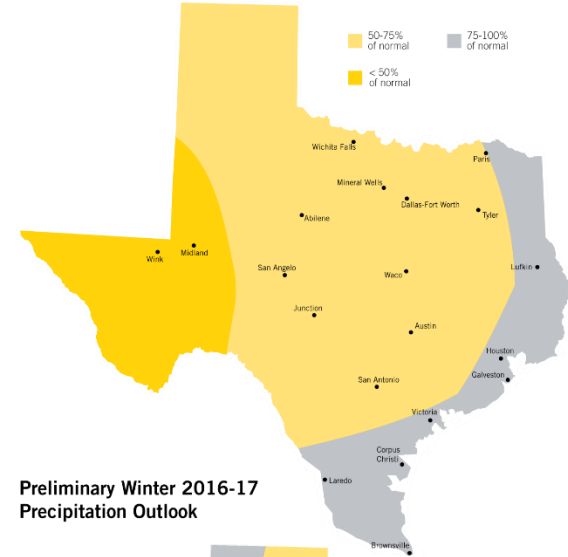 50-75%
of normal
75-100%
of normal
< 50%
of normal
Wichita Falls
Paris
Mineral Wells
Dallas-Fort Worth
Abilene
Tyler
Wink
Midland
San Angelo
Waco
Lufkin
Junction
Austin
Houston
Galveston
San Antonio
Victoria
Corpus
Christi
Laredo
Brownsville
Preliminary Winter 2016-17
Precipitation Outlook